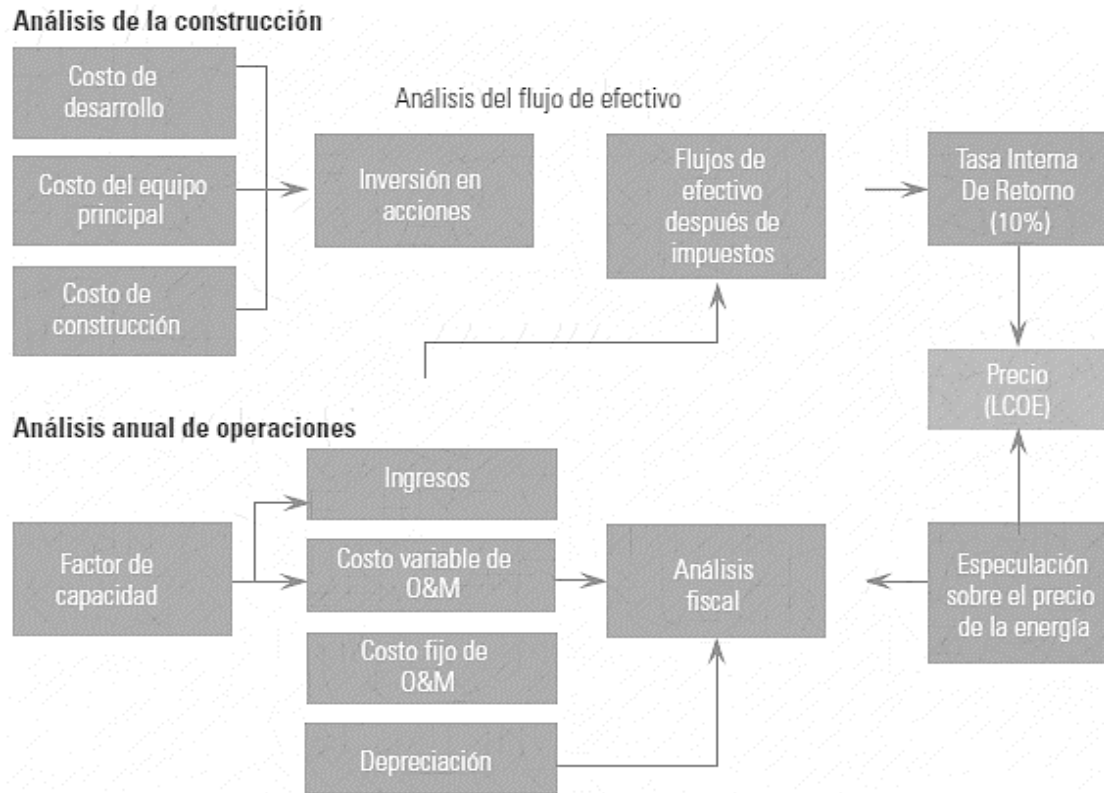 Análisis de la construcción
Costo de
desarrollo
Costo del equipo
principal
Costo de
construcción
Análisis del flujo de efectivo
Inversión en
acciones
Flujos de
efectivo
después de
impuestos
Tasa Interna
De Retorno
(10%)
Precio
(LCOE)
Análisis anual de operaciones
Factor de
capacidad
Ingresos
Costo variable de
O&M
Costo fijo de
O&M
Depreciación
Análisis
fiscal
Especulación
sobre el precio
de la energía